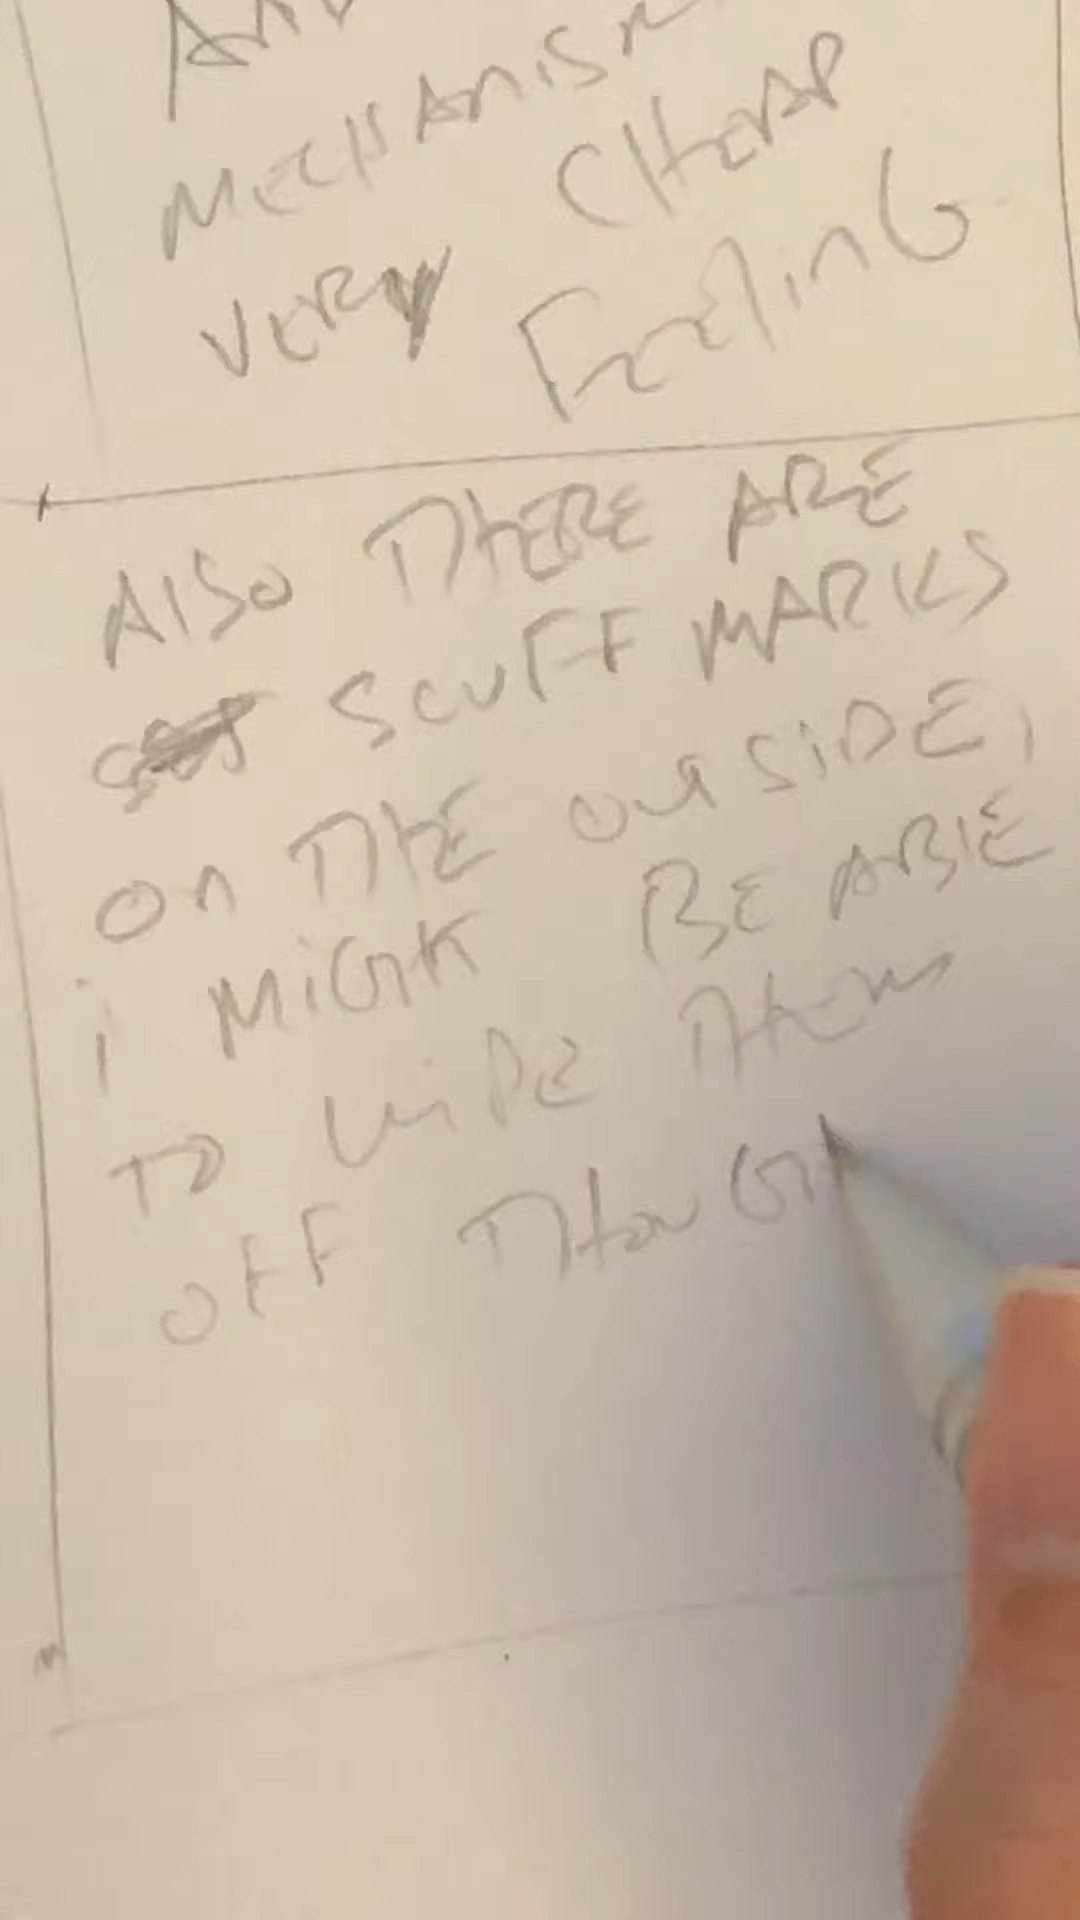 AND
MECHANISM
VERY CHEAP
FEELING
AlSo THERE ARE
SCUFF MARKS
on THE OUTSIDE,
i MiGHT BE ABlE
TO WIPE THEM
OFF THOUGH